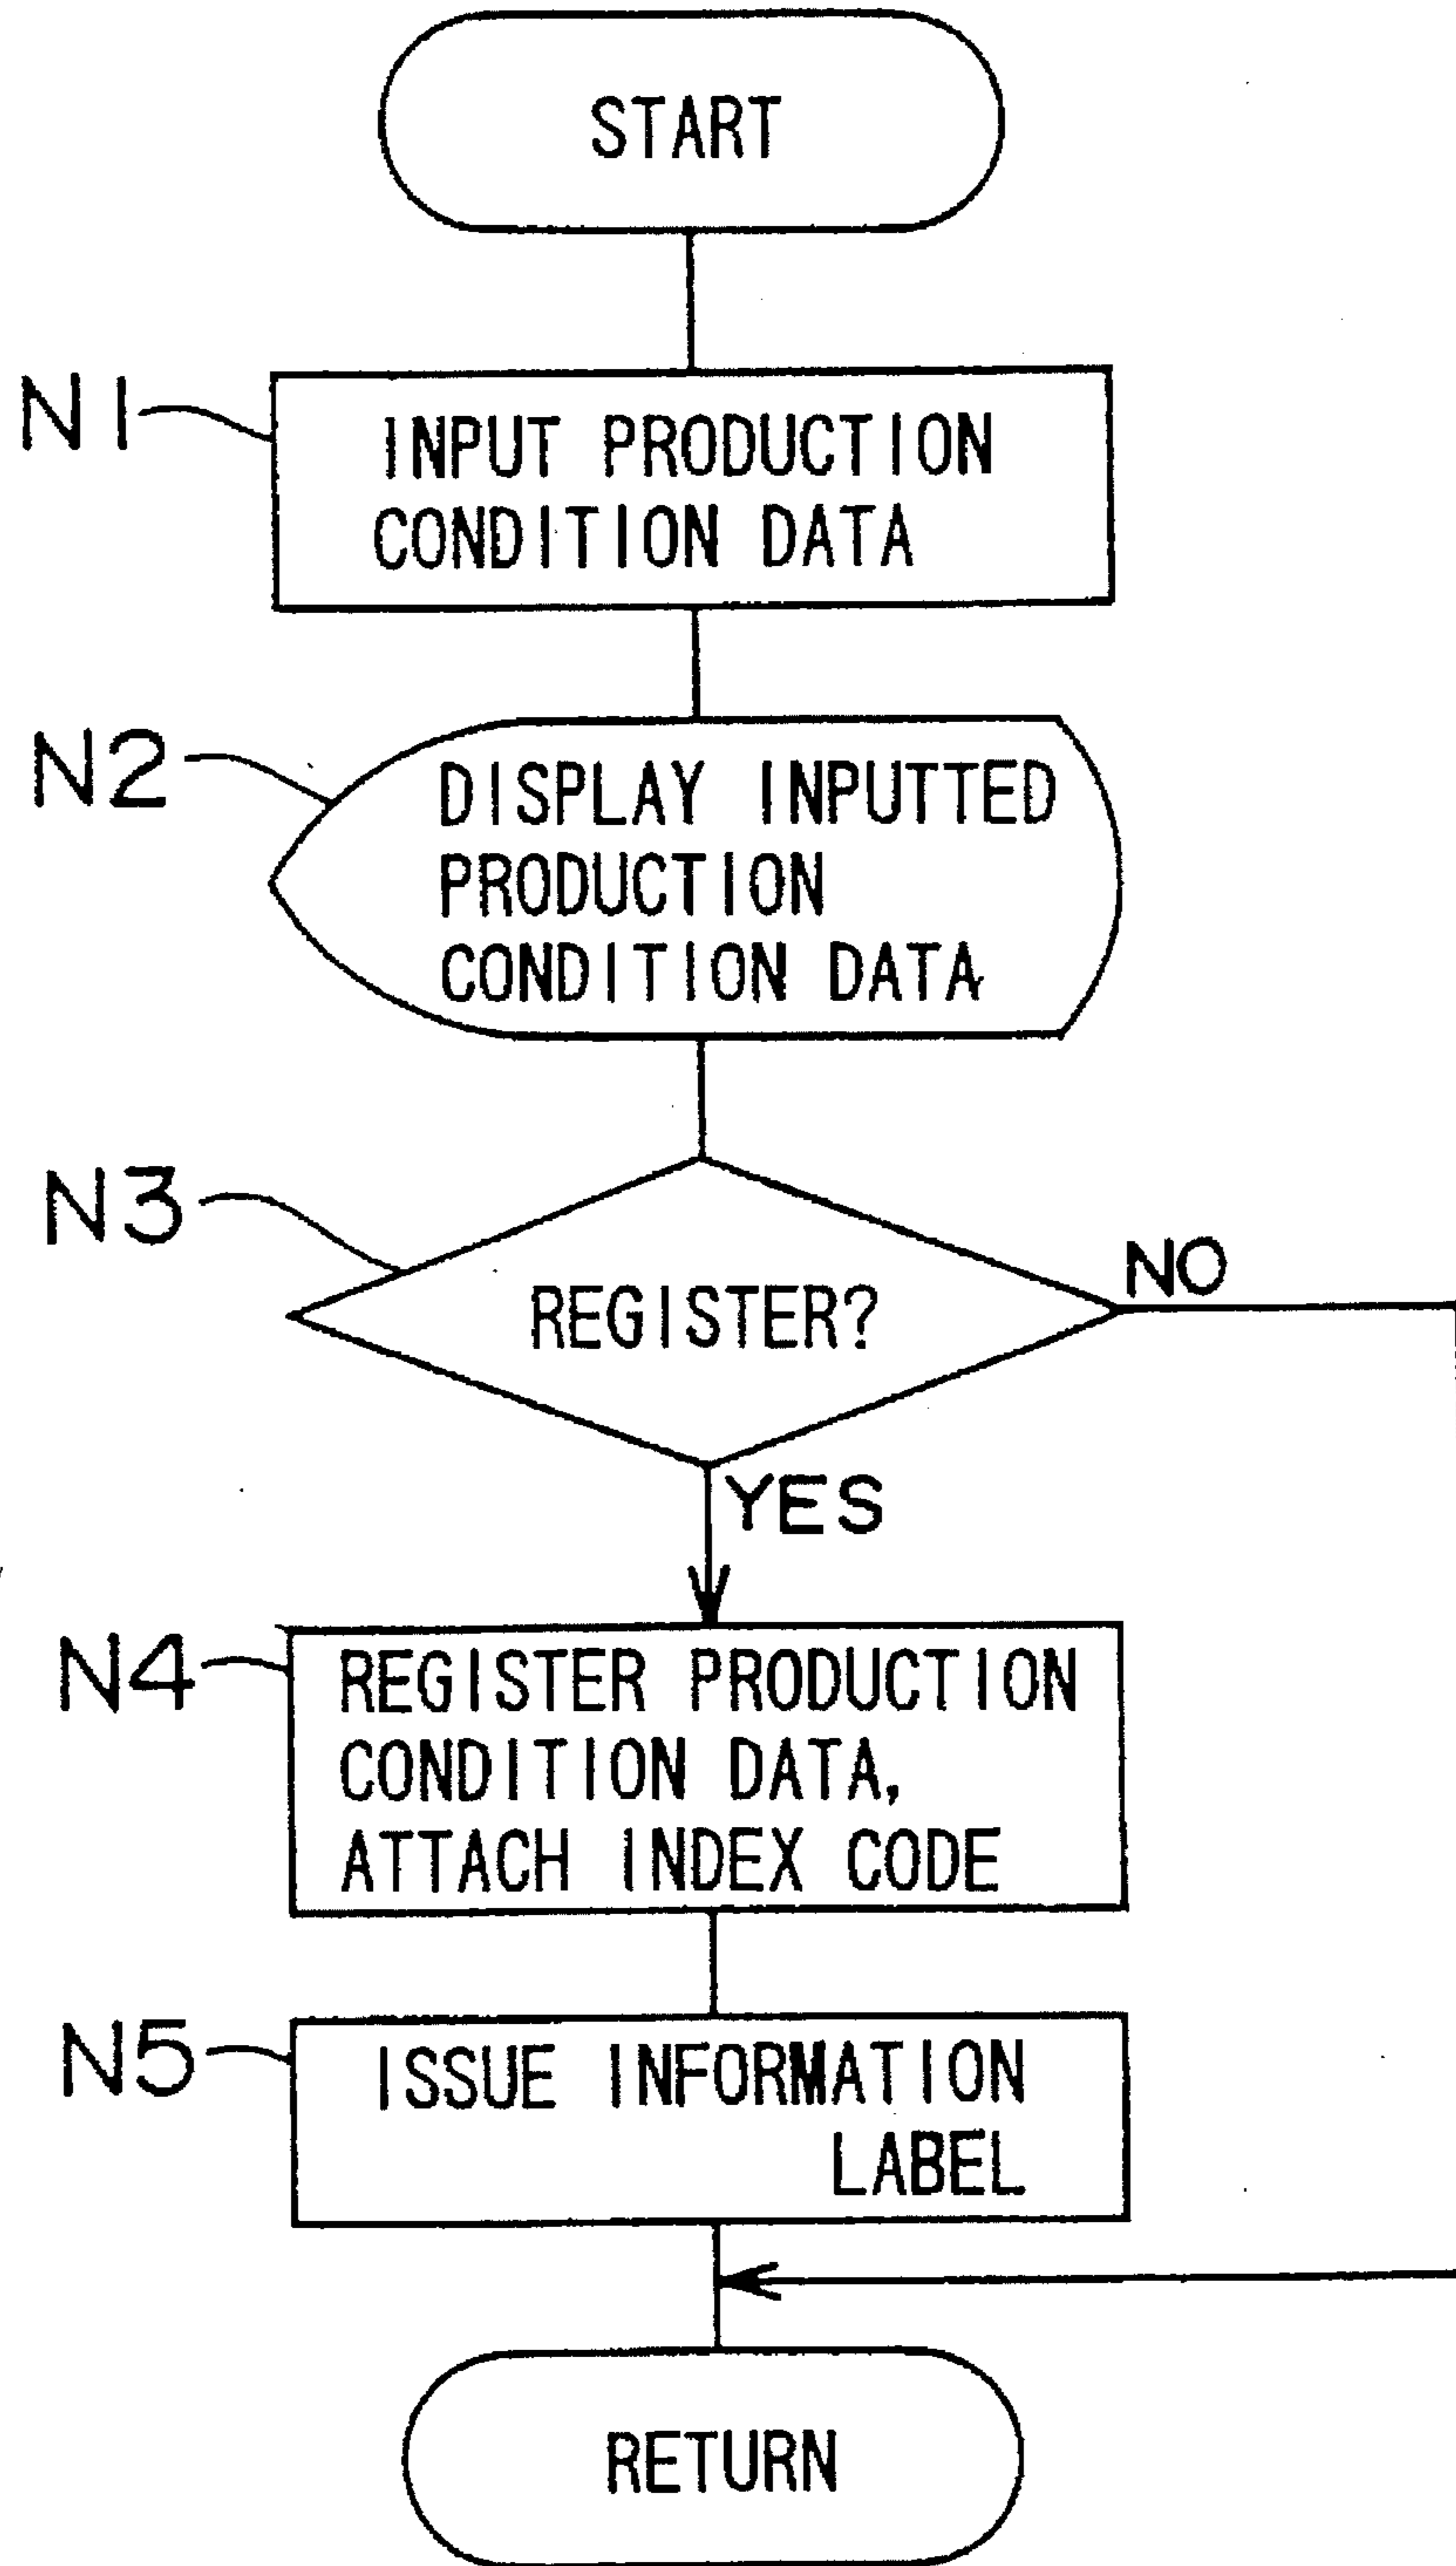 START
N1
INPUT PRODUCTION
CONDITION DATA
N2
DISPLAY INPUTTED
PRODUCTION
CONDITION DATA
N3
REGISTER?
NO
YES
N4
REGISTER PRODUCTION
CONDITION DATA,
ATTACH INDEX CODE
N5
ISSUE INFORMATION
LABEL
RETURN